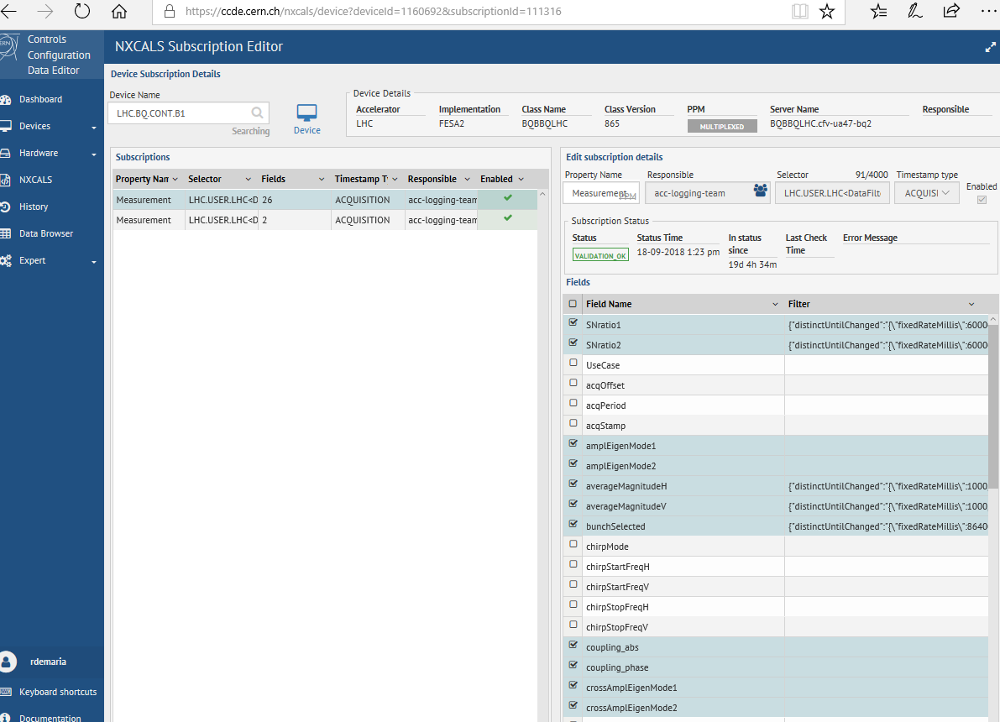 https://ccde.cern.ch/nxcals/device?deviceId=1160692&subscriptionId=111316
CERN
Controls
Configuration
Data Editor
NXCALS Subscription Editor
Dashboard
Devices
Hardware
NXCALS
History
Data Browser
Expert
rdemaria
Keyboard shortcuts
Documentation
Device Subscription Details
Device Name
LHC.BQ.CONT.B1
Searching
Device
Device Details
Accelerator Implementation Class Name Class Version PPM Server Name Responsible
LHC FESA2 BQBBQLHC 865 MULTIPLEXED BQBBQLHC.cfv-ua47-bq2
Subscriptions
Property Nam Selector Fields Timestamp T Responsible Enabled
Measurement LHC.USER.LHC<D 26 ACQUISITION acc-logging-team
Measurement LHC.USER.LHC<D 2 ACQUISITION acc-logging-team
Edit subscription details
Property Name Responsible Selector 91/4000 Timestamp type Enabled
Measurement PPM acc-logging-team LHC.USER.LHC<DataFilt ACQUISI
Subscription Status
Status Status Time In status since Last Check Time Error Message
VALIDATION_OK 18-09-2018 1:23 pm 19d 4h 34m
Fields
Field Name Filter
SNratio1 {"distinctUntilChanged":"{\"fixedRateMillis\":6000
SNratio2 {"distinctUntilChanged":"{\"fixedRateMillis\":6000
UseCase
acqOffset
acqPeriod
acqStamp
amplEigenMode1
amplEigenMode2
averageMagnitudeH {"distinctUntilChanged":"{\"fixedRateMillis\":1000
averageMagnitudeV {"distinctUntilChanged":"{\"fixedRateMillis\":1000
bunchSelected {"distinctUntilChanged":"{\"fixedRateMillis\":8640
chirpMode
chirpStartFreqH
chirpStartFreqV
chirpStopFreqH
chirpStopFreqV
coupling_abs
coupling_phase
crossAmplEigenMode1
crossAmplEigenMode2